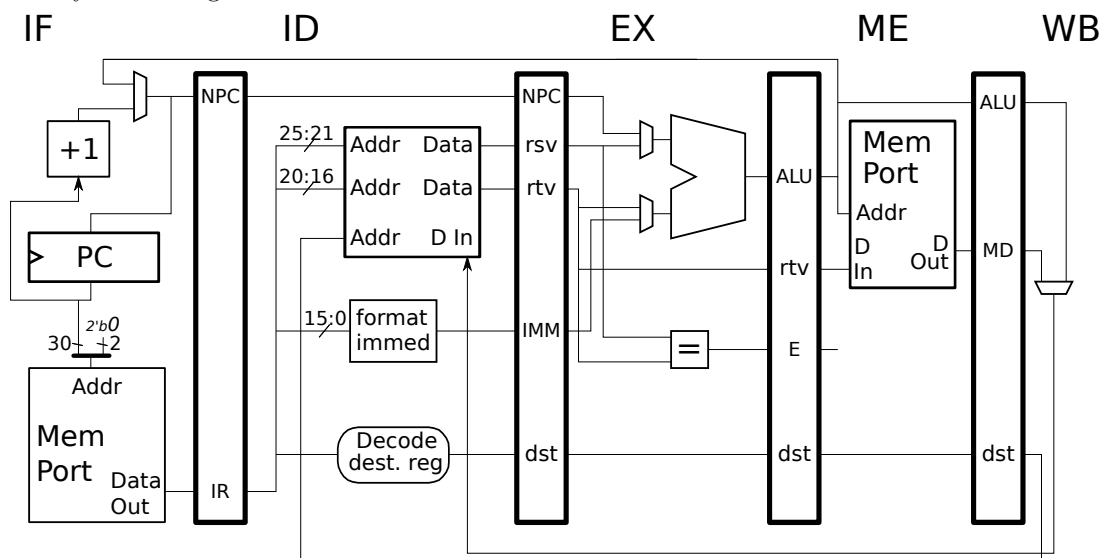 IF ID EX ME WB
NPC NPC ALU
+1
25:21 Addr Data rsv
20:16 Addr Data rtv
Addr D In
ALU
Mem
Port
Addr
D
In
D
Out
MD
PC
rtv
15:0 format
immed
IMM
=
E
2'b0
30 2
Addr
Mem
Port
Data
Out
IR
Decode
dest. reg
dst dst dst